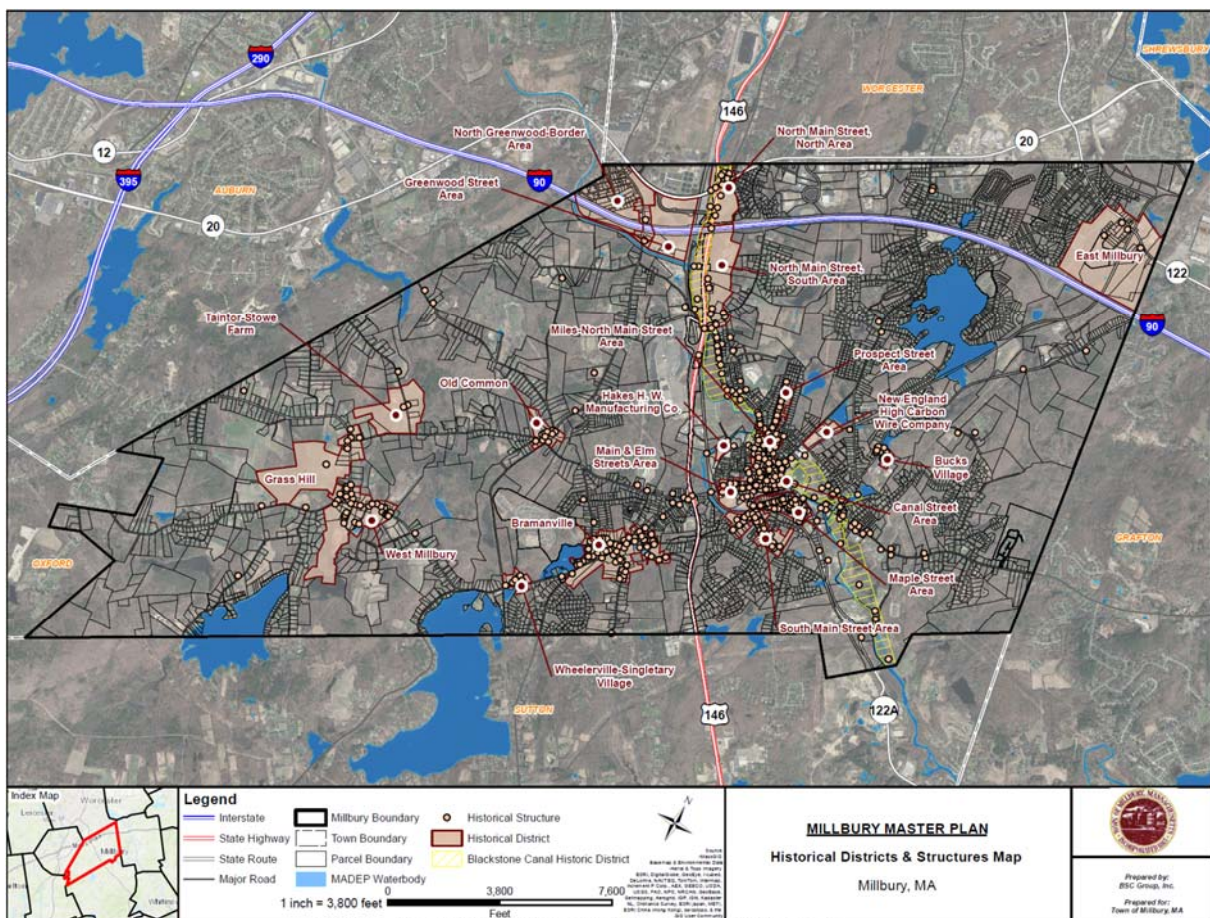 290
SHREWSBURY
WORCESTER
146
North Greenwood-Border
Area
North Main Street,
North Area
12
20
395
Greenwood Street
Area
AUBURN
90
20
East Millbury
122
North Main Street,
South Area
Taintor-Stowe
Farm
Miles-North Main Street
Area
90
Prospect Street
Area
Old Common
Hakes H. W.
Manufacturing Co.
New England
High Carbon
Wire Company
Main & Elm
Streets Area
Bucks
Village
Grass Hill
Canal Street
Area
Bramanville
West Millbury
GRAFTON
OXFORD
Maple Street
Area
South Main Street Area
Wheelerville-Singletary
Village
SUTTON
146
122A
Index Map
Worcester
Millbury
Legend
Interstate
State Highway
State Route
Major Road
Millbury Boundary
Town Boundary
Parcel Boundary
MADEP Waterbody
Historical Structure
Historical District
Blackstone Canal Historic District
N
0 3,800 7,600
1 inch = 3,800 feet
Feet
MILLBURY MASTER PLAN
Historical Districts & Structures Map
Millbury, MA
Prepared by:
BSC Group, Inc.
Prepared for:
Town of Millbury, MA